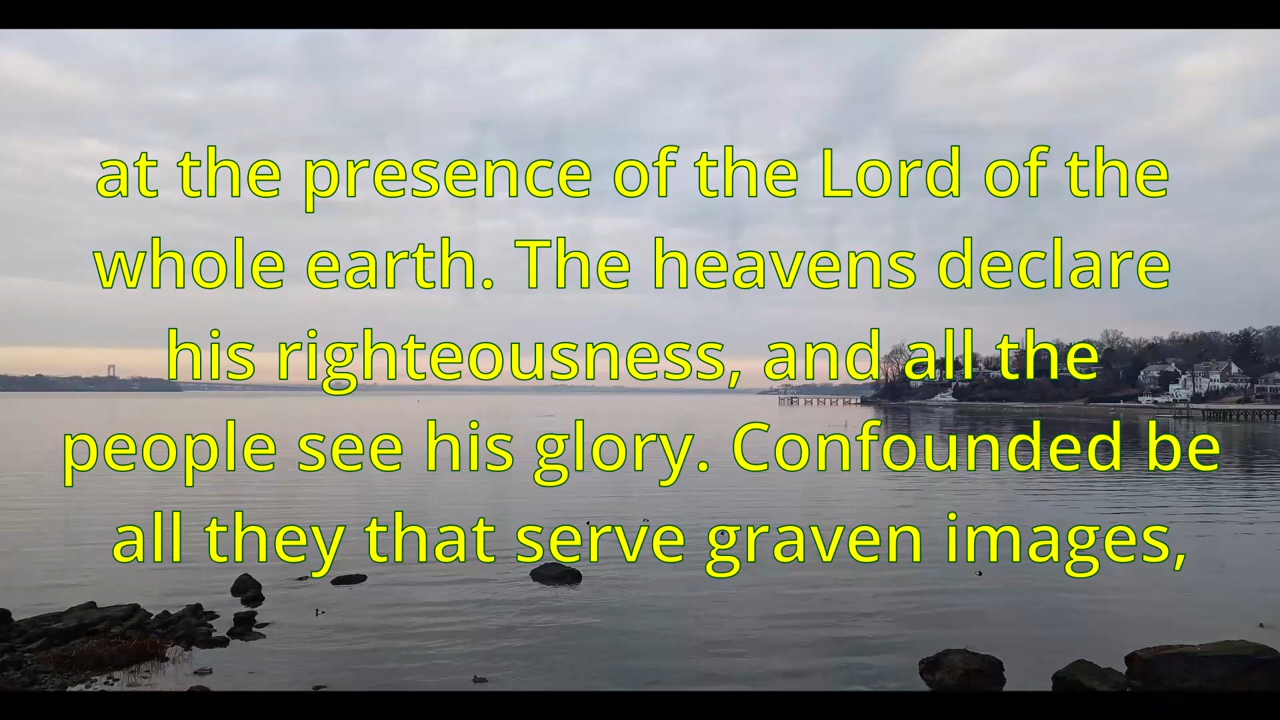 at the presence of the Lord of the
whole earth. The heavens declare
his righteousness, and all the
people see his glory. Confounded be
all they that serve graven images,